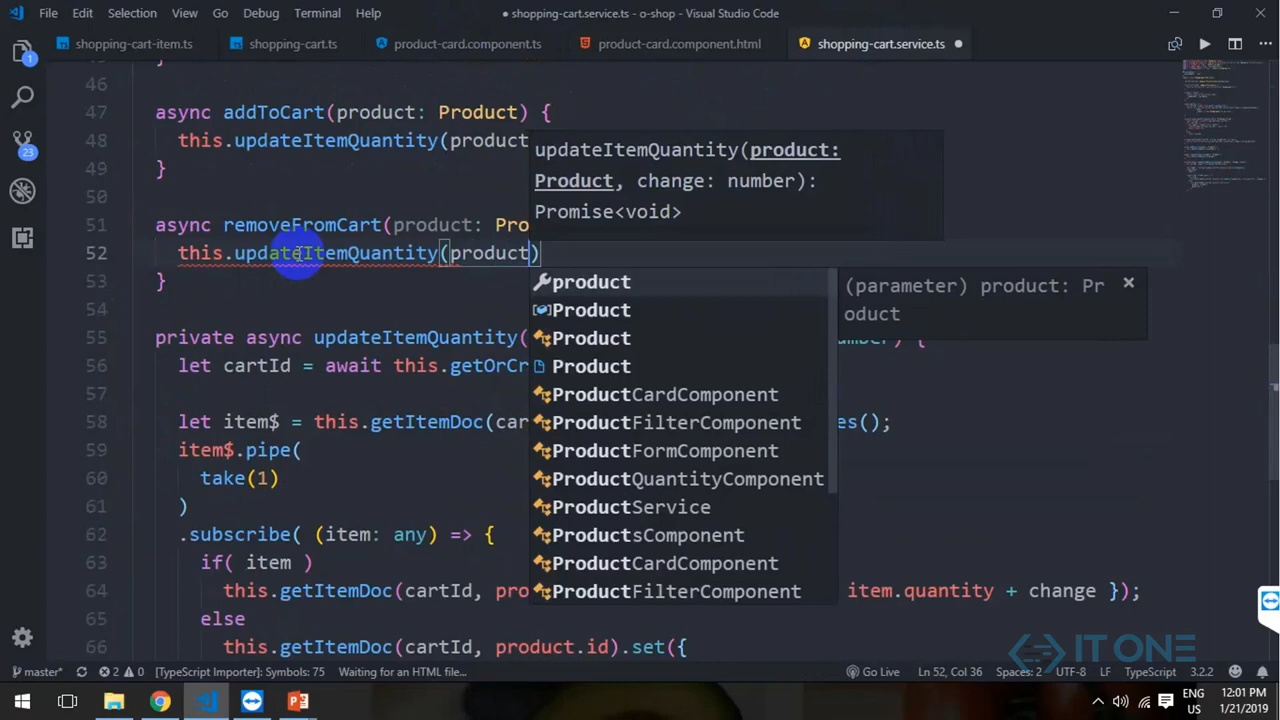 File Edit Selection View Go Debug Terminal Help ● shopping-cart.service.ts - o-shop - Visual Studio Code
shopping-cart-item.ts shopping-cart.ts product-card.component.ts product-card.component.html shopping-cart.service.ts
46
47 async addToCart(product: Product) {
48 this.updateItemQuantity(product
49 }
50
51 async removeFromCart(product: Pro
52 this.updateItemQuantity(product)
53 }
54
55 private async updateItemQuantity(
56 let cartId = await this.getOrCr
57
58 let item$ = this.getItemDoc(car es();
59 item$.pipe(
60 take(1)
61 )
62 .subscribe( (item: any) => {
63 if( item )
64 this.getItemDoc(cartId, pro item.quantity + change });
65 else
66 this.getItemDoc(cartId, product.id).set({
updateItemQuantity(product:
Product, change: number):
Promise<void>
product
Product
Product
Product
ProductCardComponent
ProductFilterComponent
ProductFormComponent
ProductQuantityComponent
ProductService
ProductsComponent
ProductCardComponent
ProductFilterComponent
(parameter) product: Pr
oduct
1
23
IT ONE
master* 2 0 [TypeScript Importer]: Symbols: 75 Waiting for an HTML file... Go Live Ln 52, Col 36 Spaces: 2 UTF-8 LF TypeScript 3.2.2
ENG
US
12:01 PM
1/21/2019